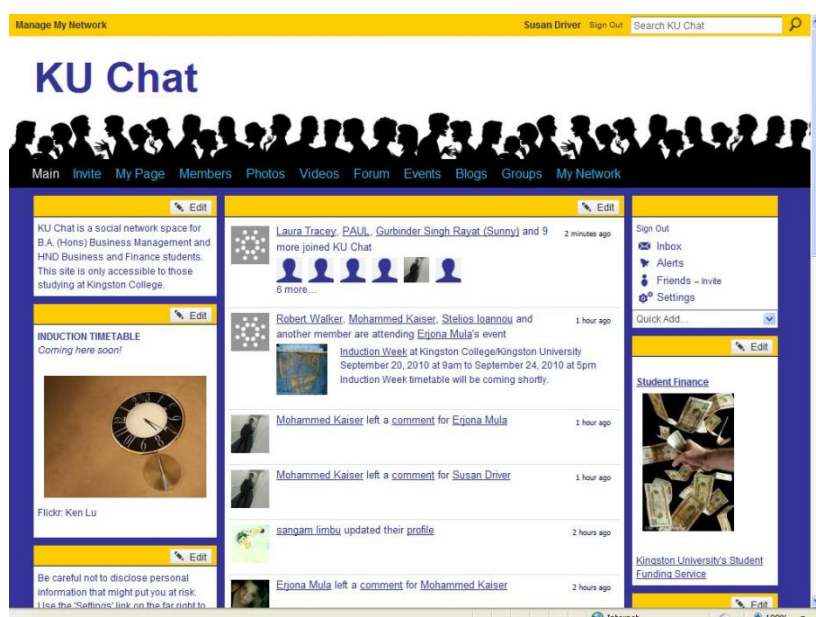 Manage My Network
Susan Driver Sign Out Search KU Chat
KU Chat
Main Invite My Page Members Photos Videos Forum Events Blogs Groups My Network
Edit
KU Chat is a social network space for
B.A. (Hons) Business Management and
HND Business and Finance students.
This site is only accessible to those
studying at Kingston College.
Edit
INDUCTION TIMETABLE
Coming here soon!
Flickr: Ken Lu
Edit
Be careful not to disclose personal
information that might put you at risk.
Use the 'Settings' link on the far right to
Edit
Laura Tracey, PAUL, Gurbinder Singh Rayat (Sunny) and 9
more joined KU Chat
2 minutes ago
6 more...
Robert Walker, Mohammed Kaiser, Stelios Ioannou and
another member are attending Erjona Mula's event
1 hour ago
Induction Week at Kingston College/Kingston University
September 20, 2010 at 9am to September 24, 2010 at 5pm
Induction Week timetable will be coming shortly.
Mohammed Kaiser left a comment for Erjona Mula
1 hour ago
Mohammed Kaiser left a comment for Susan Driver
1 hour ago
sangam limbu updated their profile
2 hours ago
Erjona Mula left a comment for Mohammed Kaiser
2 hours ago
Sign Out
Inbox
Alerts
Friends – Invite
Settings
Quick Add...
Edit
Student Finance
Kingston University's Student
Funding Service
Edit